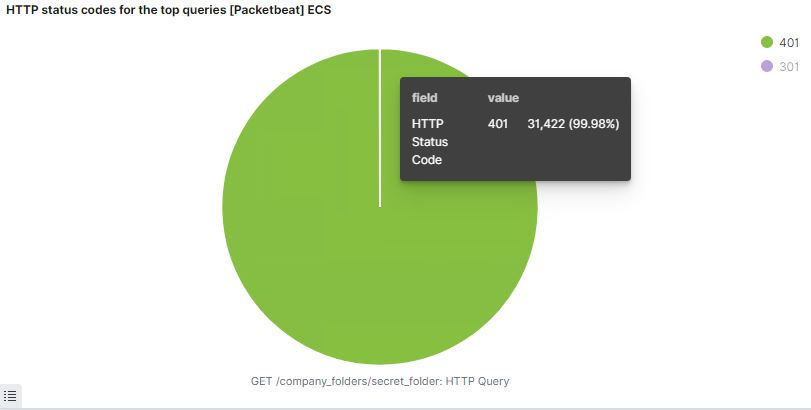 HTTP status codes for the top queries [Packetbeat] ECS
401
301
field value
HTTP 401 31,422 (99.98%)
Status
Code
GET /company_folders/secret_folder: HTTP Query